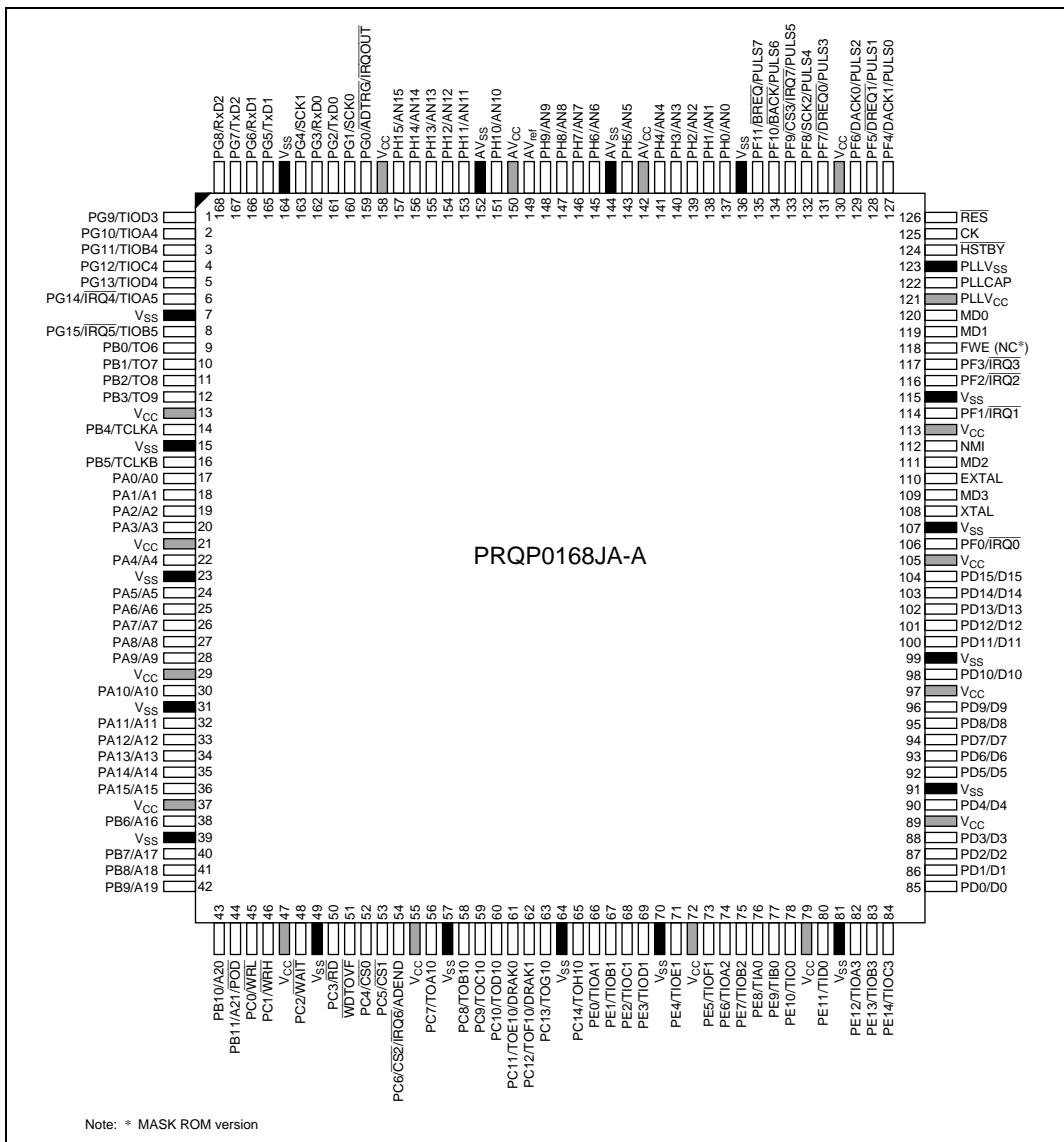 PG8/RxD2
PG7/TxD2
PG6/RxD1
PG5/TxD1
VSS
PG4/SCK1
PG3/RxD0
PG2/TxD0
PG1/SCK0
PG0/ADTRG/IRQOUT
VCC
PH15/AN15
PH14/AN14
PH13/AN13
PH12/AN12
PH11/AN11
AVSS
PH10/AN10
AVCC
AVref
PH9/AN9
PH8/AN8
PH7/AN7
PH6/AN6
AVSS
PH5/AN5
AVCC
PH4/AN4
PH3/AN3
PH2/AN2
PH1/AN1
PH0/AN0
VSS
PF11/BREQ/PULS7
PF10/BACK/PULS6
PF9/CS3/IRQ7/PULS5
PF8/SCK2/PULS4
PF7/DREQ0/PULS3
VCC
PF6/DACK0/PULS2
PF5/DREQ1/PULS1
PF4/DACK1/PULS0
168 167 166 165 164 163 162 161 160 159 158 157 156 155 154 153 152 151 150 149 148 147 146 145 144 143 142 141 140 139 138 137 136 135 134 133 132 131 130 129 128 127
PG9/TIOD3 1
PG10/TIOA4 2
PG11/TIOB4 3
PG12/TIOC4 4
PG13/TIOD4 5
PG14/IRQ4/TIOA5 6
VSS 7
PG15/IRQ5/TIOB5 8
PB0/TO6 9
PB1/TO7 10
PB2/TO8 11
PB3/TO9 12
VCC 13
PB4/TCLKA 14
VSS 15
PB5/TCLKB 16
PA0/A0 17
PA1/A1 18
PA2/A2 19
PA3/A3 20
VCC 21
PA4/A4 22
VSS 23
PA5/A5 24
PA6/A6 25
PA7/A7 26
PA8/A8 27
PA9/A9 28
VCC 29
PA10/A10 30
VSS 31
PA11/A11 32
PA12/A12 33
PA13/A13 34
PA14/A14 35
PA15/A15 36
VCC 37
PB6/A16 38
VSS 39
PB7/A17 40
PB8/A18 41
PB9/A19 42
PRQP0168JA-A
126 RES
125 CK
124 HSTBY
123 PLLVSS
122 PLLCAP
121 PLLVCC
120 MD0
119 MD1
118 FWE (NC*)
117 PF3/IRQ3
116 PF2/IRQ2
115 VSS
114 PF1/IRQ1
113 VCC
112 NMI
111 MD2
110 EXTAL
109 MD3
108 XTAL
107 VSS
106 PF0/IRQ0
105 VCC
104 PD15/D15
103 PD14/D14
102 PD13/D13
101 PD12/D12
100 PD11/D11
99 VSS
98 PD10/D10
97 VCC
96 PD9/D9
95 PD8/D8
94 PD7/D7
93 PD6/D6
92 PD5/D5
91 VSS
90 PD4/D4
89 VCC
88 PD3/D3
87 PD2/D2
86 PD1/D1
85 PD0/D0
43 44 45 46 47 48 49 50 51 52 53 54 55 56 57 58 59 60 61 62 63 64 65 66 67 68 69 70 71 72 73 74 75 76 77 78 79 80 81 82 83 84
PB10/A20
PB11/A21/POD
PC0/WRL
PC1/WRH
VCC
PC2/WAIT
VSS
PC3/RD
WDTOVF
PC4/CS0
PC5/CS1
PC6/CS2/IRQ6/ADEND
VCC
PC7/TOA10
VSS
PC8/TOB10
PC9/TOC10
PC10/TOD10
PC11/TOE10/DRAK0
PC12/TOF10/DRAK1
PC13/TOG10
VSS
PC14/TOH10
PE0/TIOA1
PE1/TIOB1
PE2/TIOC1
PE3/TIOD1
VSS
PE4/TIOE1
VCC
PE5/TIOF1
PE6/TIOA2
PE7/TIOB2
PE8/TIA0
PE9/TIB0
PE10/TIC0
VCC
PE11/TID0
VSS
PE12/TIOA3
PE13/TIOB3
PE14/TIOC3
Note: * MASK ROM version